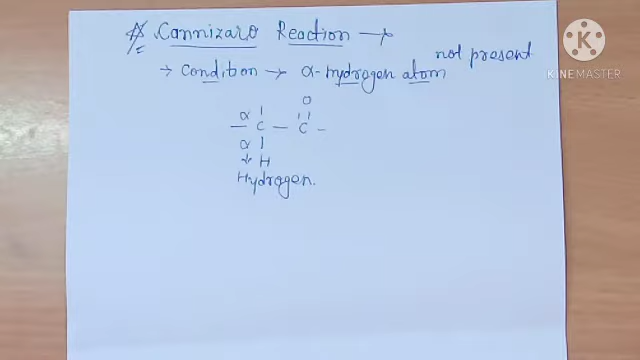 * Cannizaro Reaction →
→ Condition → α-hydrogen atom not present
O
α | ||
— C — C –
α |
↓ H
Hydrogen.
KINEMASTER